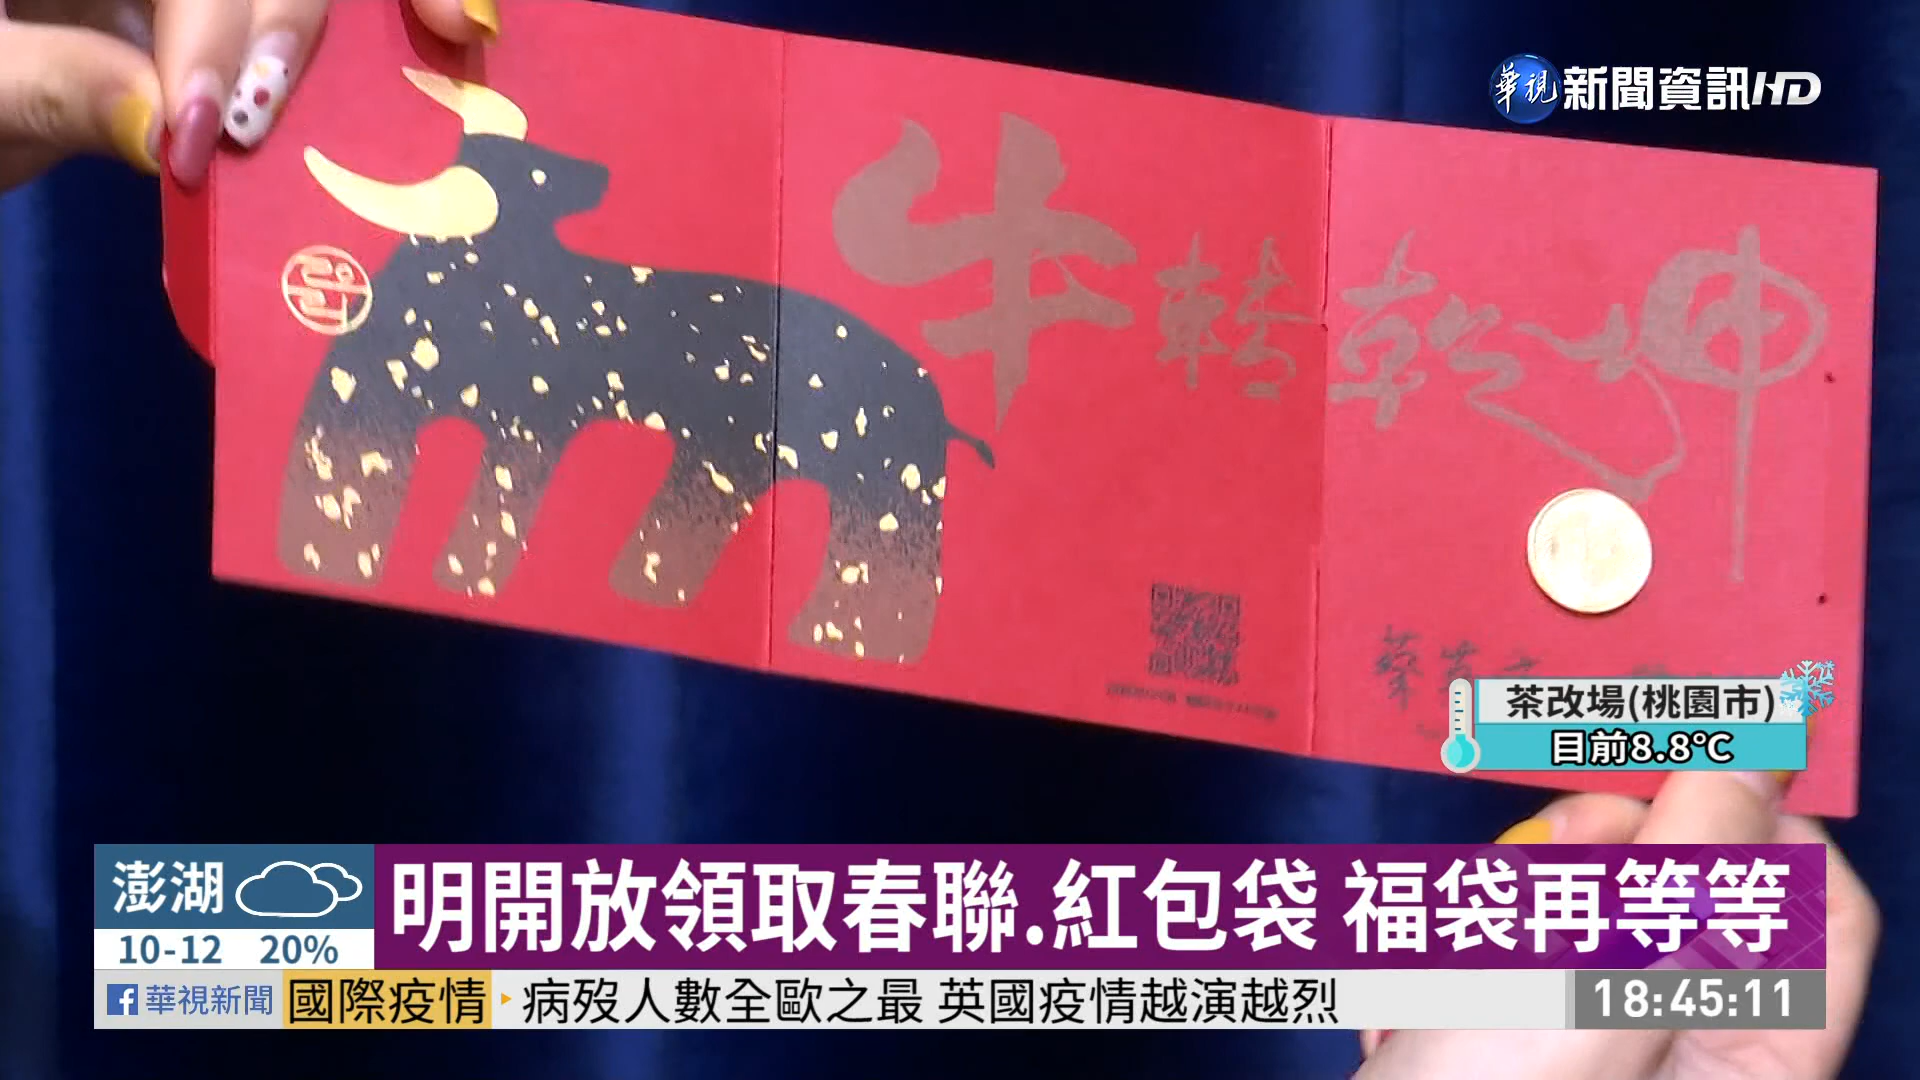 華視 新聞資訊HD
牛轉乾坤
茶改場(桃園市)
目前8.8°C
澎湖
10-12 20%
明開放領取春聯.紅包袋 福袋再等等
華視新聞 國際疫情 病歿人數全歐之最 英國疫情越演越烈
18:45:11